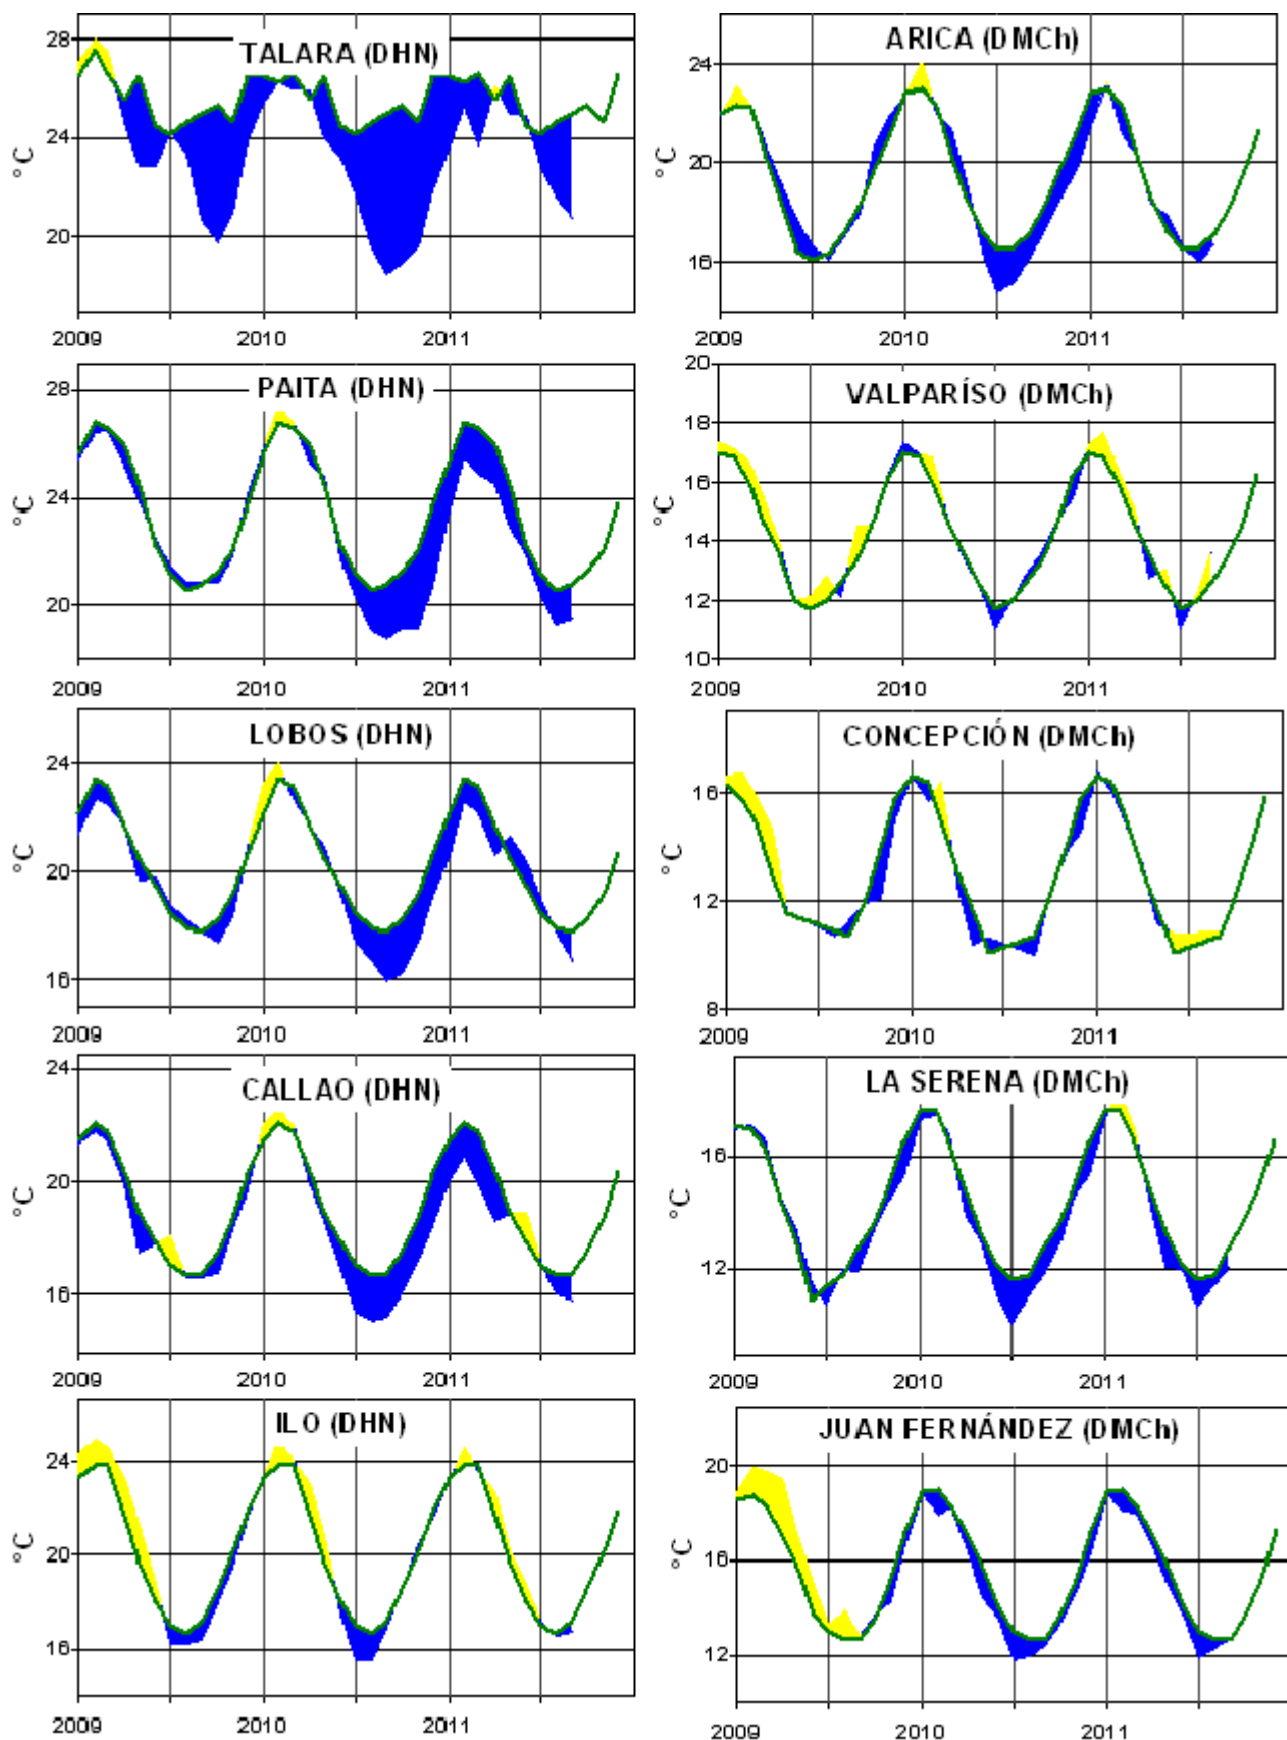 TALARA (DHN)
28
24
20
°C
2009 2010 2011
ARICA (DMCh)
24
20
16
°C
2009 2010 2011
PAITA (DHN)
28
24
20
°C
2009 2010 2011
VALPARÍSO (DMCh)
20
18
16
14
12
10
°C
2009 2010 2011
LOBOS (DHN)
24
20
16
°C
2009 2010 2011
CONCEPCIÓN (DMCh)
16
12
8
°C
2009 2010 2011
CALLAO (DHN)
24
20
16
°C
2009 2010 2011
LA SERENA (DMCh)
16
12
°C
2009 2010 2011
ILO (DHN)
24
20
16
°C
2009 2010 2011
JUAN FERNÁNDEZ (DMCh)
20
16
12
°C
2009 2010 2011